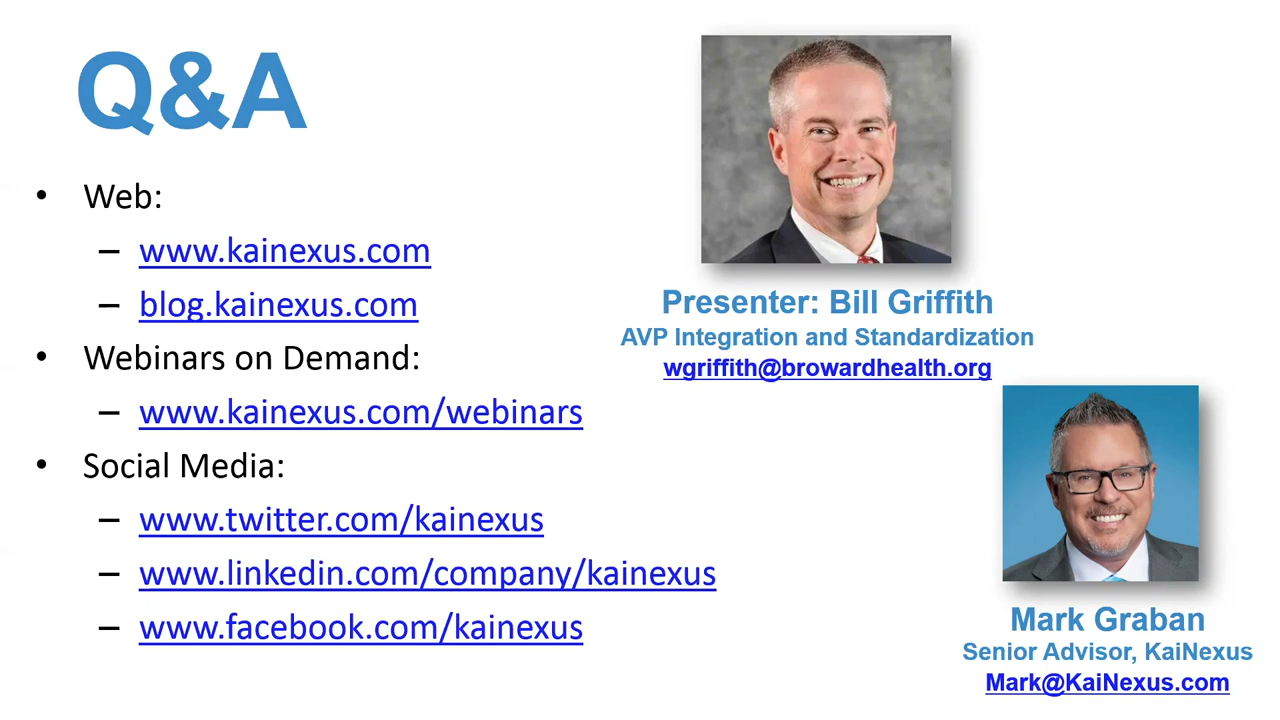 Q&A
• Web:
– www.kainexus.com
– blog.kainexus.com
• Webinars on Demand:
– www.kainexus.com/webinars
• Social Media:
– www.twitter.com/kainexus
– www.linkedin.com/company/kainexus
– www.facebook.com/kainexus
Presenter: Bill Griffith
AVP Integration and Standardization
wgriffith@browardhealth.org
Mark Graban
Senior Advisor, KaiNexus
Mark@KaiNexus.com